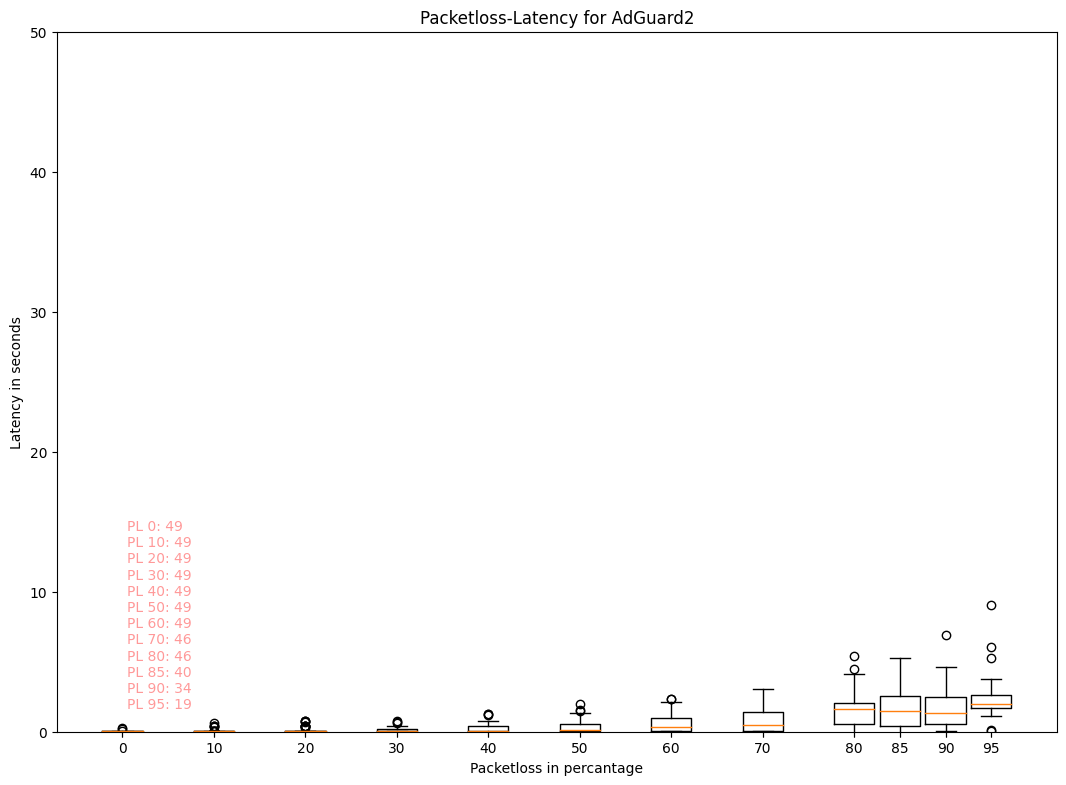 Packetloss-Latency for AdGuard2
50
40
30
20
10
0
Latency in seconds
PL 0: 49
PL 10: 49
PL 20: 49
PL 30: 49
PL 40: 49
PL 50: 49
PL 60: 49
PL 70: 46
PL 80: 46
PL 85: 40
PL 90: 34
PL 95: 19
0 10 20 30 40 50 60 70 80 85 90 95
Packetloss in percantage